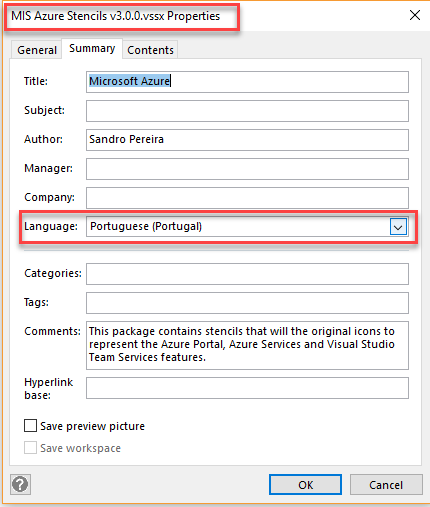 MIS Azure Stencils v3.0.0.vssx Properties
General Summary Contents
Title: Microsoft Azure
Subject:
Author: Sandro Pereira
Manager:
Company:
Language: Portuguese (Portugal)
Categories:
Tags:
Comments: This package contains stencils that will the original icons to
represent the Azure Portal, Azure Services and Visual Studio
Team Services features.
Hyperlink
base:
Save preview picture
Save workspace
OK Cancel